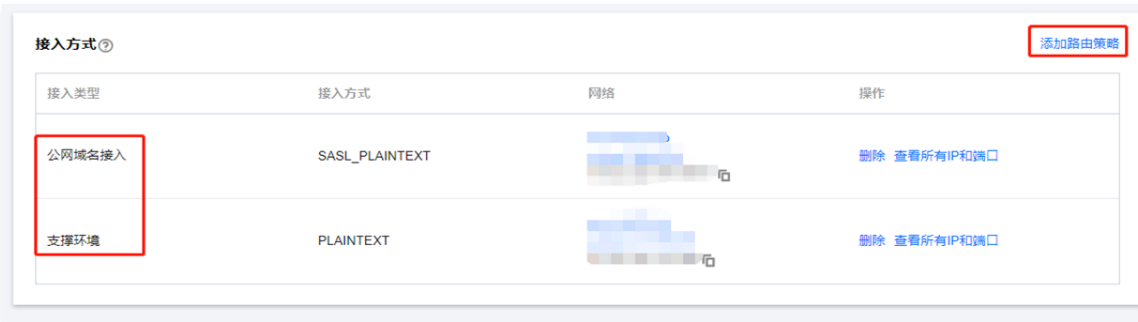 接入方式
添加路由策略
接入类型 接入方式 网络 操作
公网域名接入 SASL_PLAINTEXT 删除 查看所有IP和端口
支撑环境 PLAINTEXT 删除 查看所有IP和端口